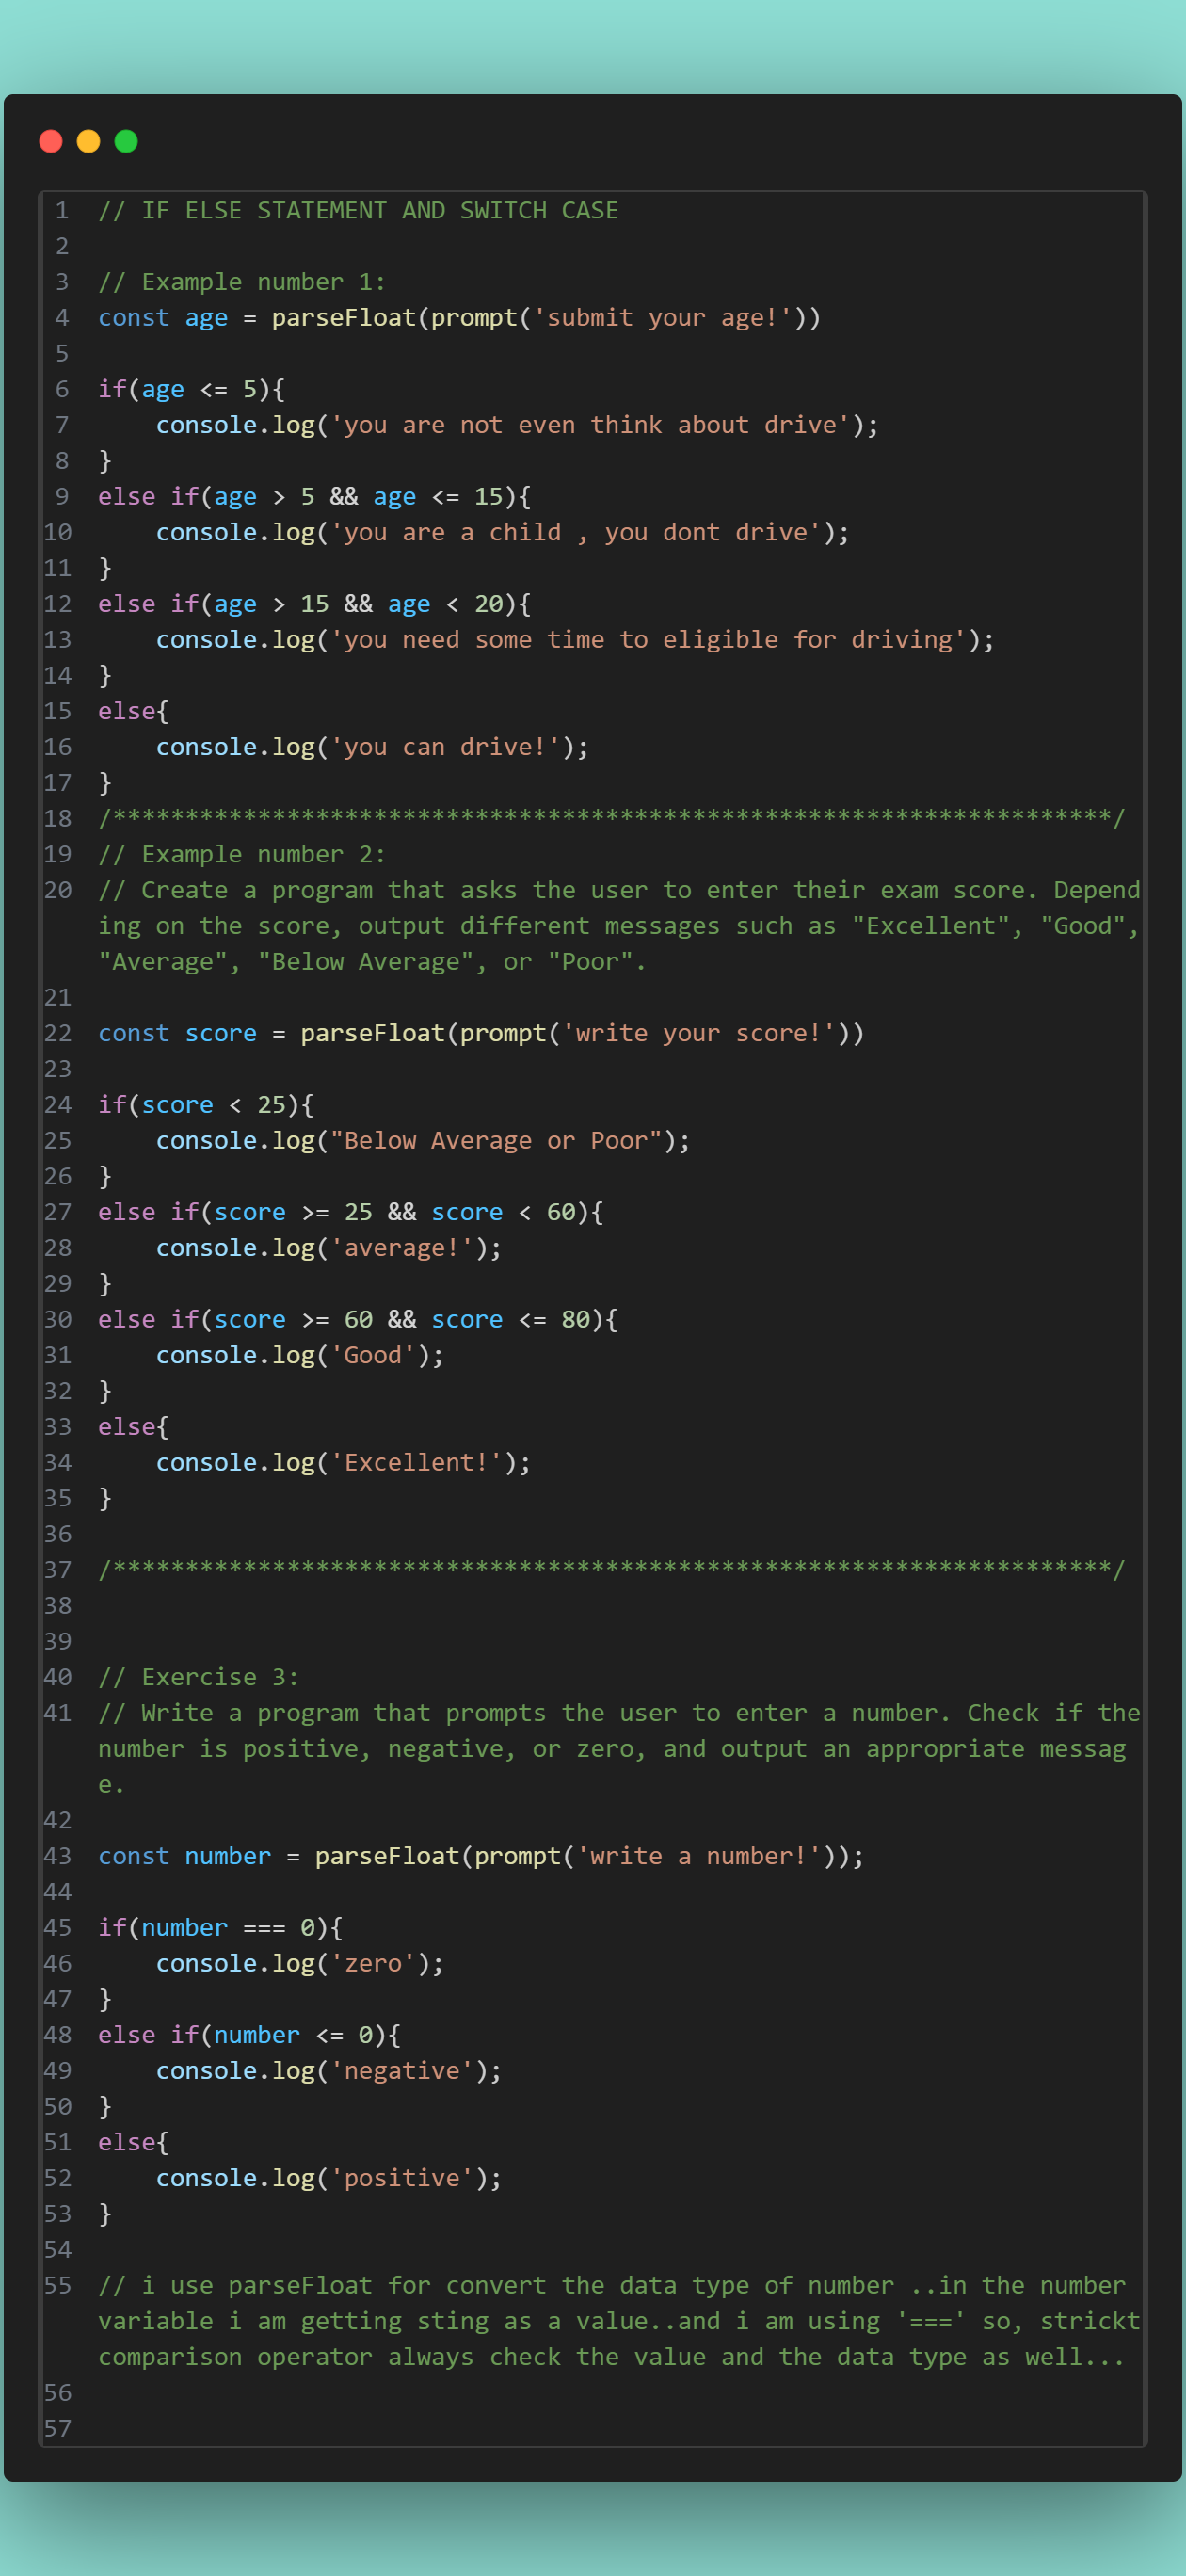 1 // IF ELSE STATEMENT AND SWITCH CASE
2
3 // Example number 1:
4 const age = parseFloat(prompt('submit your age!'))
5
6 if(age <= 5){
7     console.log('you are not even think about drive');
8 }
9 else if(age > 5 && age <= 15){
10     console.log('you are a child , you dont drive');
11 }
12 else if(age > 15 && age < 20){
13     console.log('you need some time to eligible for driving');
14 }
15 else{
16     console.log('you can drive!');
17 }
18 /*********************************************************************/
19 // Example number 2:
20 // Create a program that asks the user to enter their exam score. Depend
ing on the score, output different messages such as "Excellent", "Good",
"Average", "Below Average", or "Poor".
21
22 const score = parseFloat(prompt('write your score!'))
23
24 if(score < 25){
25     console.log("Below Average or Poor");
26 }
27 else if(score >= 25 && score < 60){
28     console.log('average!');
29 }
30 else if(score >= 60 && score <= 80){
31     console.log('Good');
32 }
33 else{
34     console.log('Excellent!');
35 }
36
37 /*********************************************************************/
38
39
40 // Exercise 3:
41 // Write a program that prompts the user to enter a number. Check if the
number is positive, negative, or zero, and output an appropriate messag
e.
42
43 const number = parseFloat(prompt('write a number!'));
44
45 if(number === 0){
46     console.log('zero');
47 }
48 else if(number <= 0){
49     console.log('negative');
50 }
51 else{
52     console.log('positive');
53 }
54
55 // i use parseFloat for convert the data type of number ..in the number
variable i am getting sting as a value..and i am using '===' so, strickt
comparison operator always check the value and the data type as well...
56
57